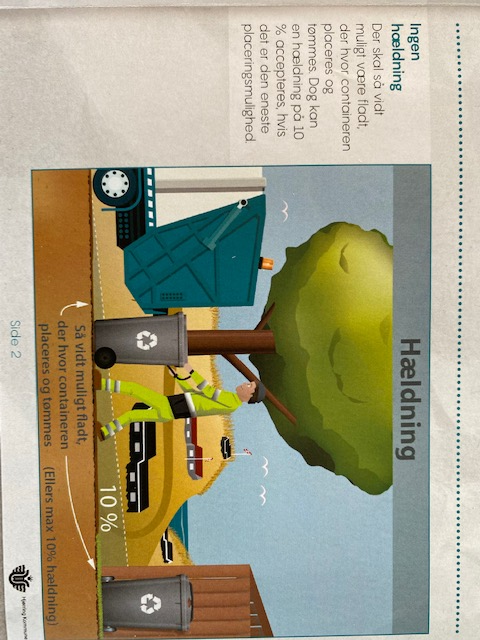 Ingen
hældning
Der skal så vidt
muligt være fladt,
der hvor containeren
placeres og
tømmes. Dog kan
en hældning på 10
% accepteres, hvis
det er den eneste
placeringsmulighed.
Hældning
10 %
Så vidt muligt fladt,
der hvor containeren
placeres og tømmes (Ellers max 10% hældning)
Side 2
Hjørring Kommune